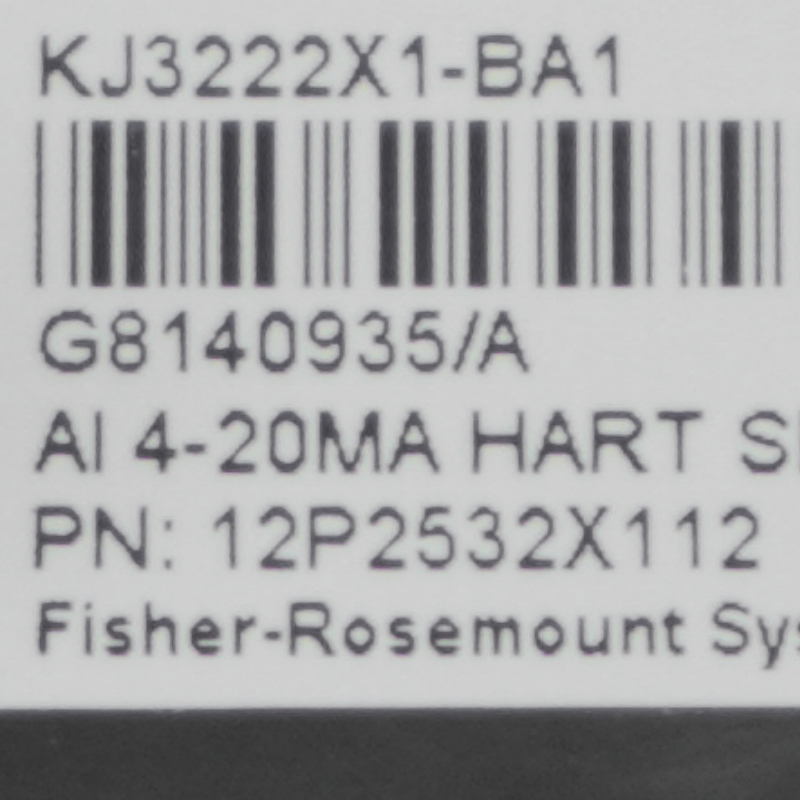 KJ3222X1-BA1
G8140935/A
AI 4-20MA HART
PN: 12P2532X112
Fisher-Rosemount